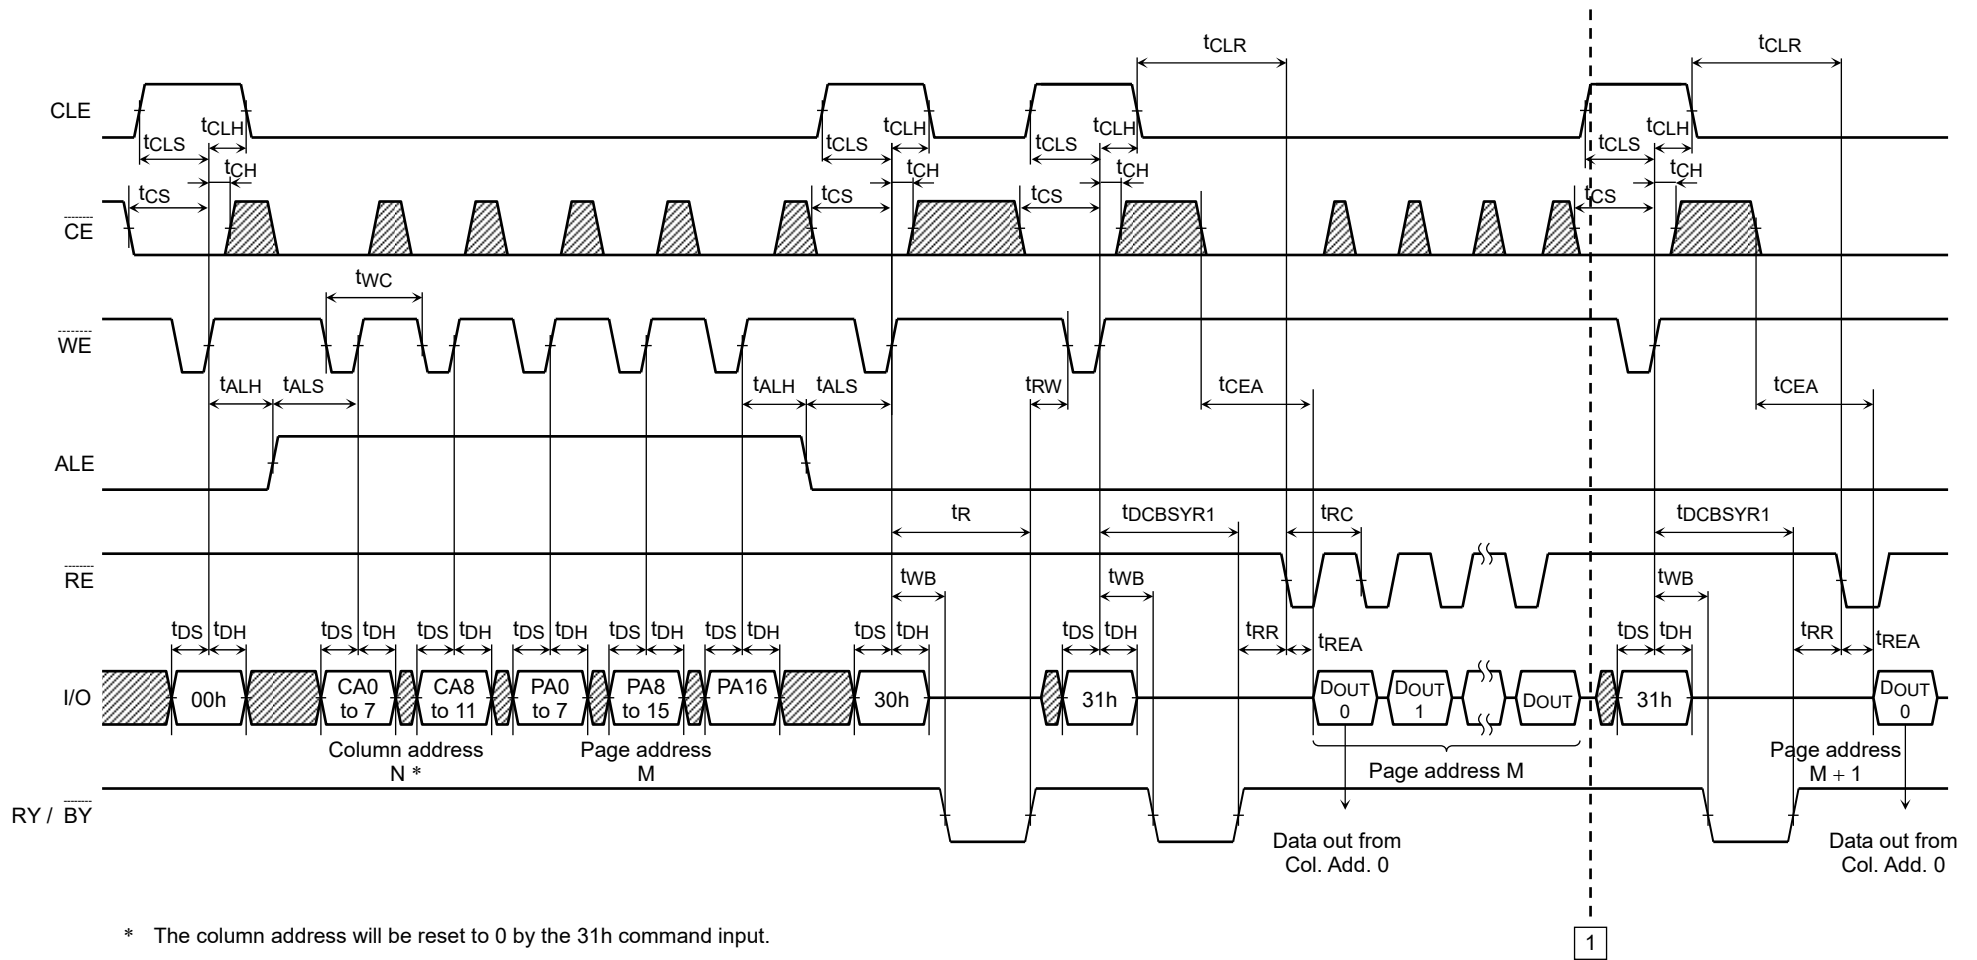 tCLR tCLR
CLE
tCLS tCLH tCLS tCLH tCLS tCLH tCLS tCLH
tCS tCH tCS tCH tCS tCH tCS tCH
CE
tWC
WE
tALH tALS tALH tALS tRW tCEA tCEA
ALE
tR tDCBSYR1 tRC tDCBSYR1
RE
tWB tWB tWB
tDS tDH tDS tDH tDS tDH tDS tDH tDS tDH tDS tDH tDS tDH tDS tDH tRR tREA tDS tDH tRR tREA
I/O
00h
CA0 to 7
CA8 to 11
PA0 to 7
PA8 to 15
PA16
30h
31h
DOUT 0
DOUT 1
DOUT
31h
DOUT 0
Column address
N *
Page address
M
Page address M
Page address
M + 1
RY / BY
Data out from
Col. Add. 0
Data out from
Col. Add. 0
* The column address will be reset to 0 by the 31h command input.
1